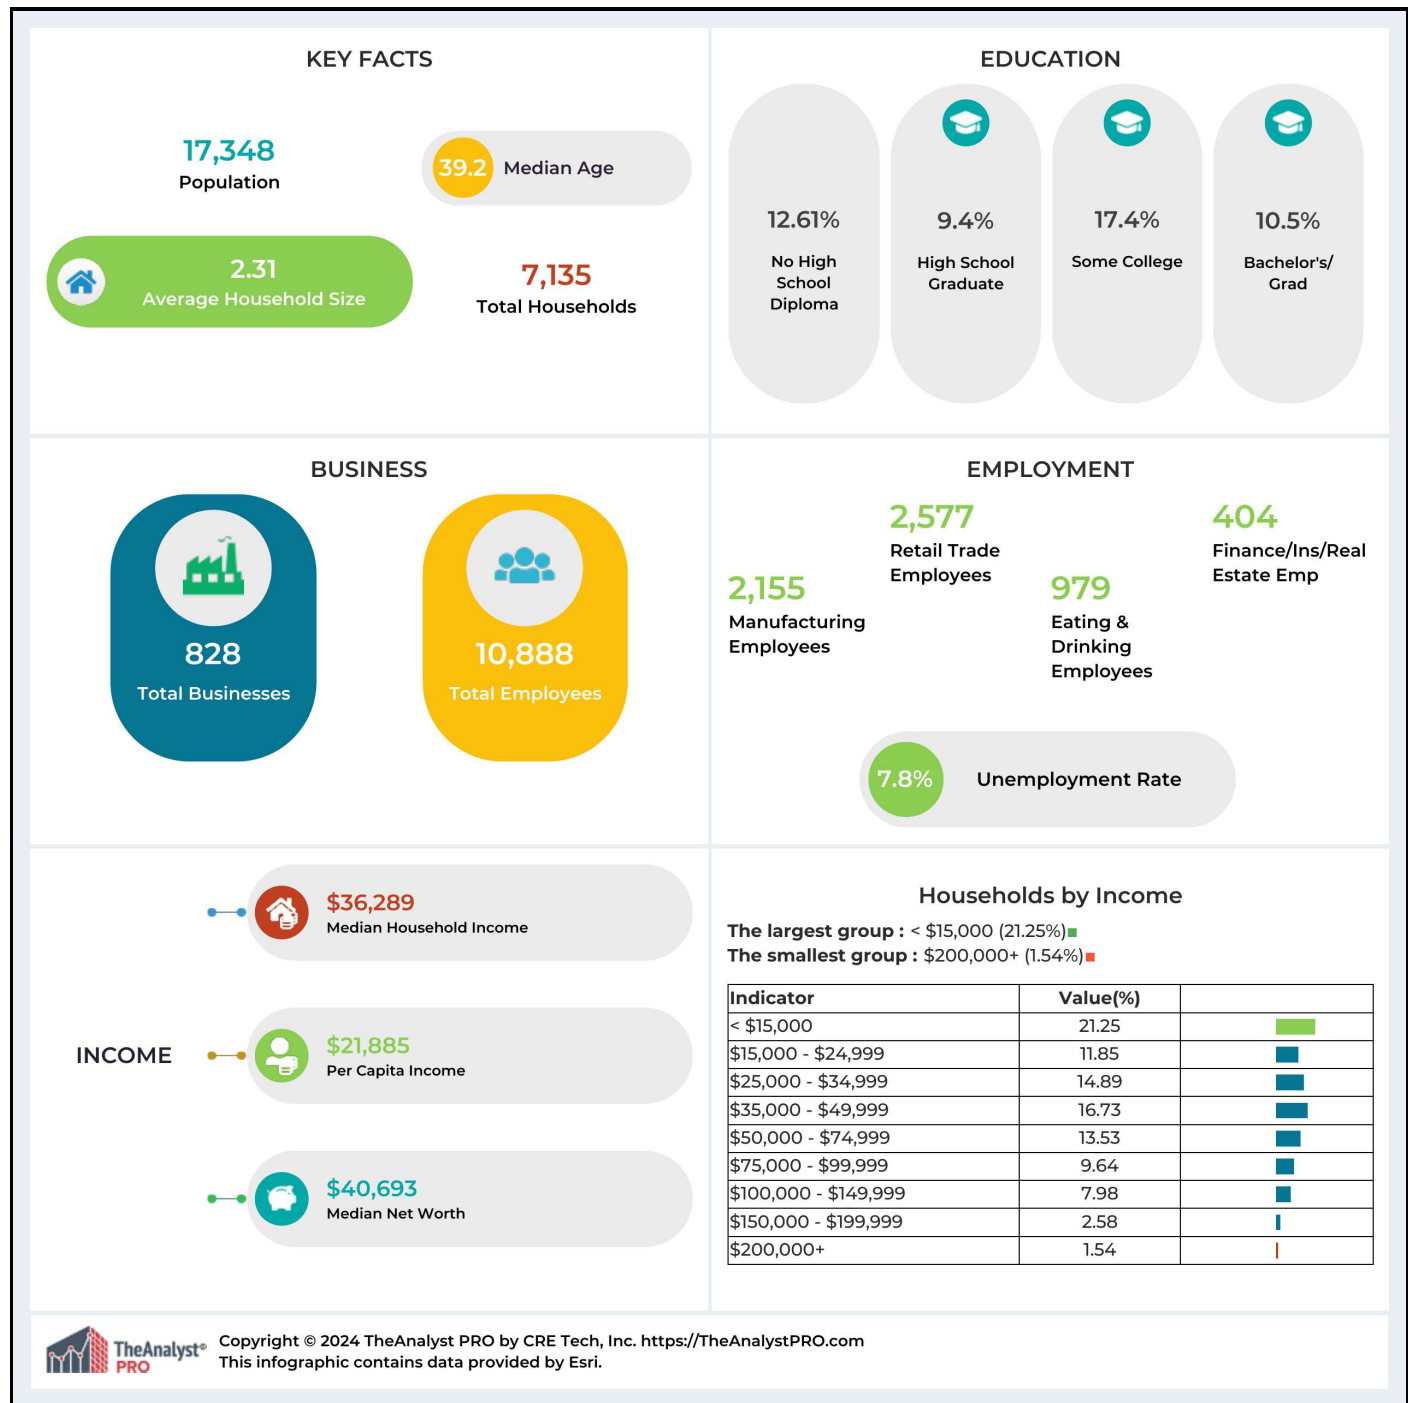 KEY FACTS
17,348
Population
39.2 Median Age
2.31
Average Household Size
7,135
Total Households
EDUCATION
12.61%
No High
School
Diploma
9.4%
High School
Graduate
17.4%
Some College
10.5%
Bachelor's/
Grad
BUSINESS
828
Total Businesses
10,888
Total Employees
EMPLOYMENT
2,155
Manufacturing
Employees
2,577
Retail Trade
Employees
979
Eating &
Drinking
Employees
404
Finance/Ins/Real
Estate Emp
7.8% Unemployment Rate
INCOME
$36,289
Median Household Income
$21,885
Per Capita Income
$40,693
Median Net Worth
Households by Income
The largest group : < $15,000 (21.25%)
The smallest group : $200,000+ (1.54%)
Indicator Value(%)
< $15,000 21.25
$15,000 - $24,999 11.85
$25,000 - $34,999 14.89
$35,000 - $49,999 16.73
$50,000 - $74,999 13.53
$75,000 - $99,999 9.64
$100,000 - $149,999 7.98
$150,000 - $199,999 2.58
$200,000+ 1.54
TheAnalyst®
PRO
Copyright © 2024 TheAnalyst PRO by CRE Tech, Inc. https://TheAnalystPRO.com
This infographic contains data provided by Esri.